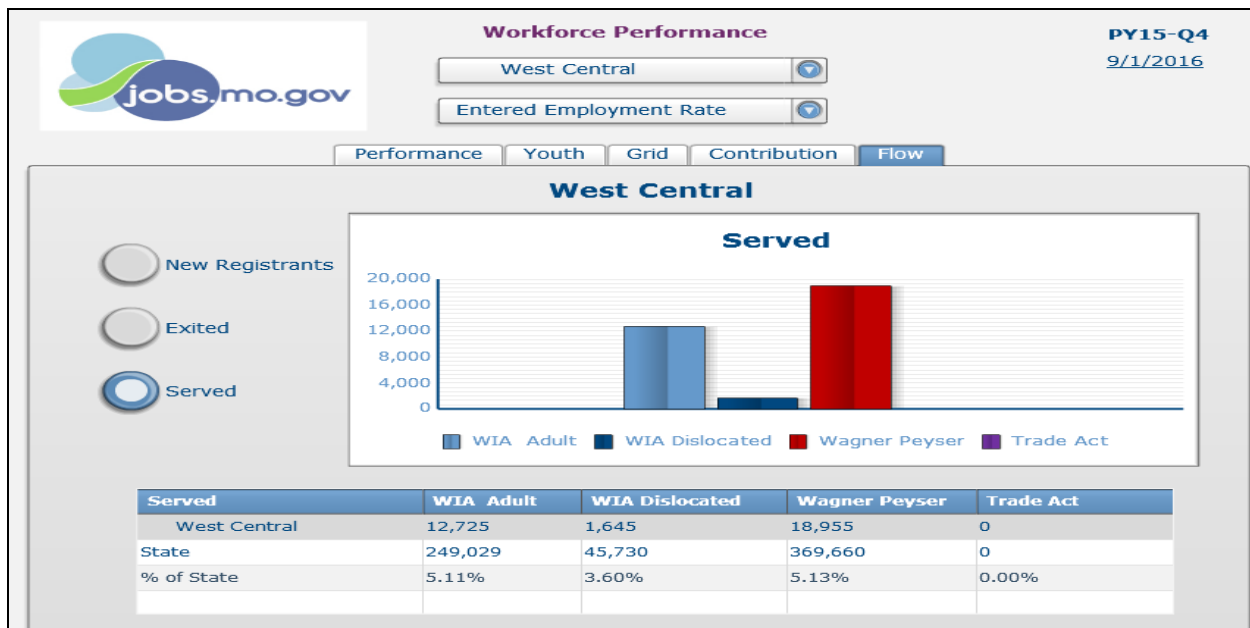 jobs.mo.gov
Workforce Performance
PY15-Q4
9/1/2016
West Central
Entered Employment Rate
Performance Youth Grid Contribution Flow
West Central
New Registrants
Exited
Served
Served
20,000
16,000
12,000
8,000
4,000
0
WIA Adult WIA Dislocated Wagner Peyser Trade Act
Served WIA Adult WIA Dislocated Wagner Peyser Trade Act
West Central 12,725 1,645 18,955 0
State 249,029 45,730 369,660 0
% of State 5.11% 3.60% 5.13% 0.00%